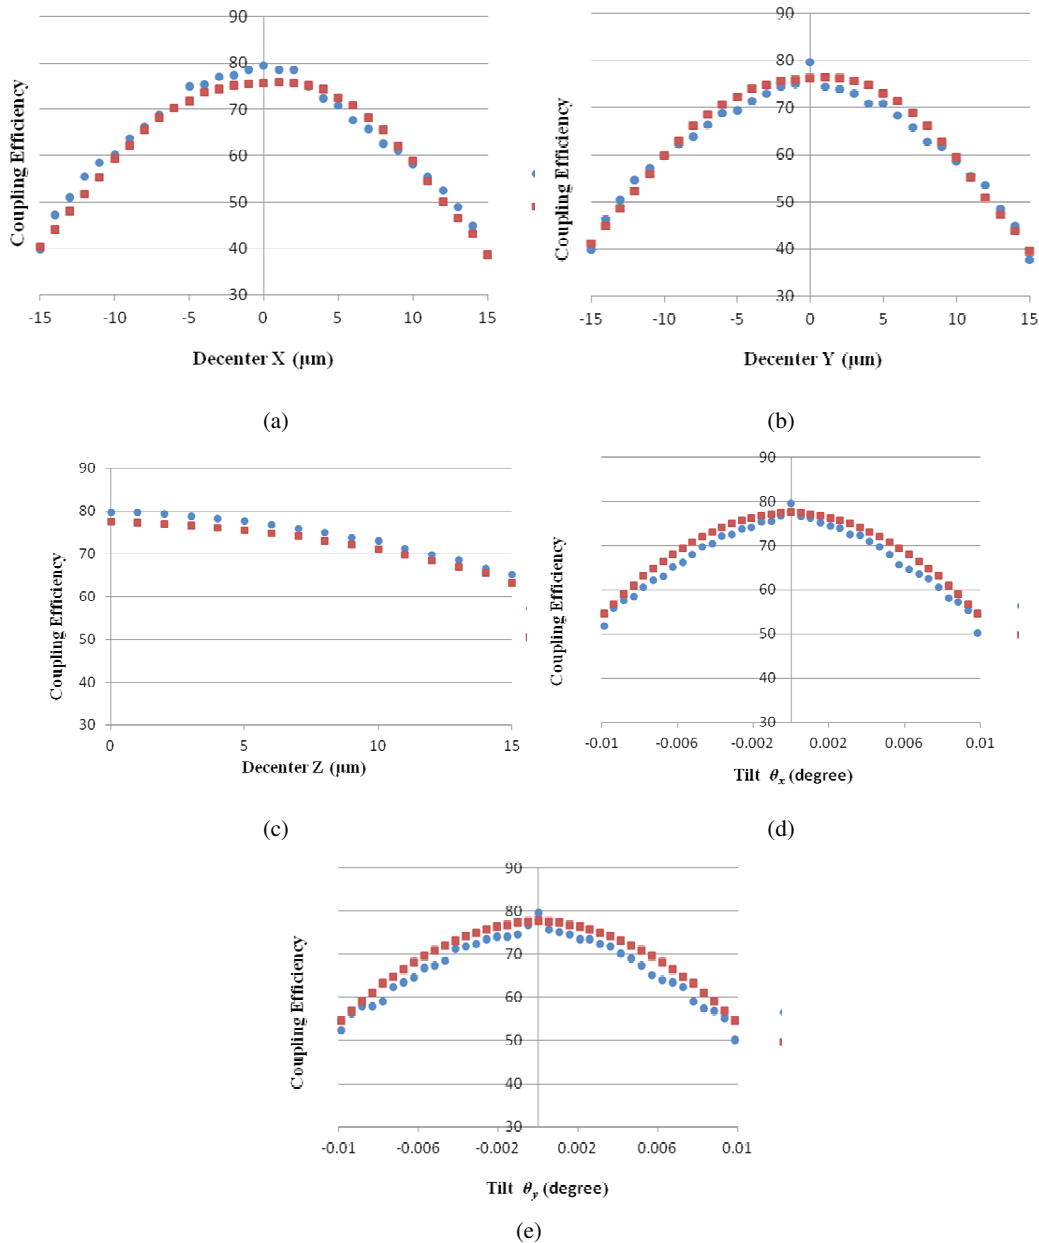 90
80
70
60
50
40
30
Coupling Efficiency
-15 -10 -5 0 5 10 15
Decenter X (μm)
(a)
90
80
70
60
50
40
30
Coupling Efficiency
-15 -10 -5 0 5 10 15
Decenter Y (μm)
(b)
90
80
70
60
50
40
30
Coupling Efficiency
0 5 10 15
Decenter Z (μm)
(c)
90
80
70
60
50
40
30
Coupling Efficiency
-0.01 -0.006 -0.002 0.002 0.006 0.01
Tilt θx (degree)
(d)
90
80
70
60
50
40
30
Coupling Efficiency
-0.01 -0.006 -0.002 0.002 0.006 0.01
Tilt θy (degree)
(e)